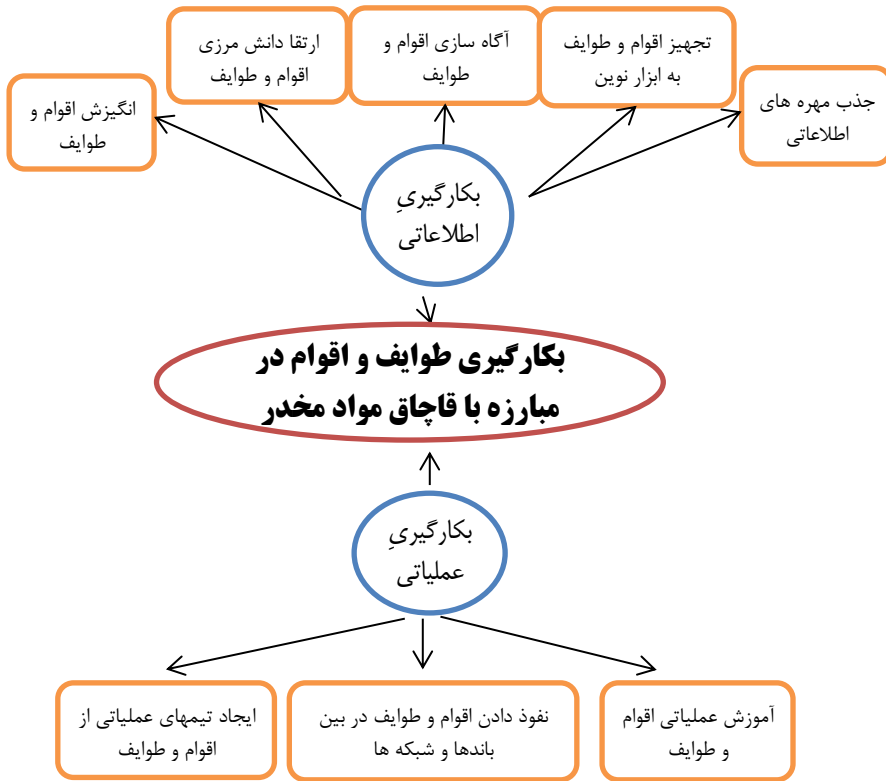 جذب مهره های
اطلاعاتی
تجهیز اقوام و طوایف
به ابزار نوین
آگاه سازی اقوام و
طوایف
ارتقا دانش مرزی
اقوام و طوایف
انگیزش اقوام و
طوایف
بکارگیریِ
اطلاعاتی
بکارگیری طوایف و اقوام در
مبارزه با قاچاق مواد مخدر
بکارگیریِ
عملیاتی
آموزش عملیاتی اقوام
و طوایف
نفوذ دادن اقوام و طوایف در بین
باندها و شبکه ها
ایجاد تیمهای عملیاتی از
اقوام و طوایف